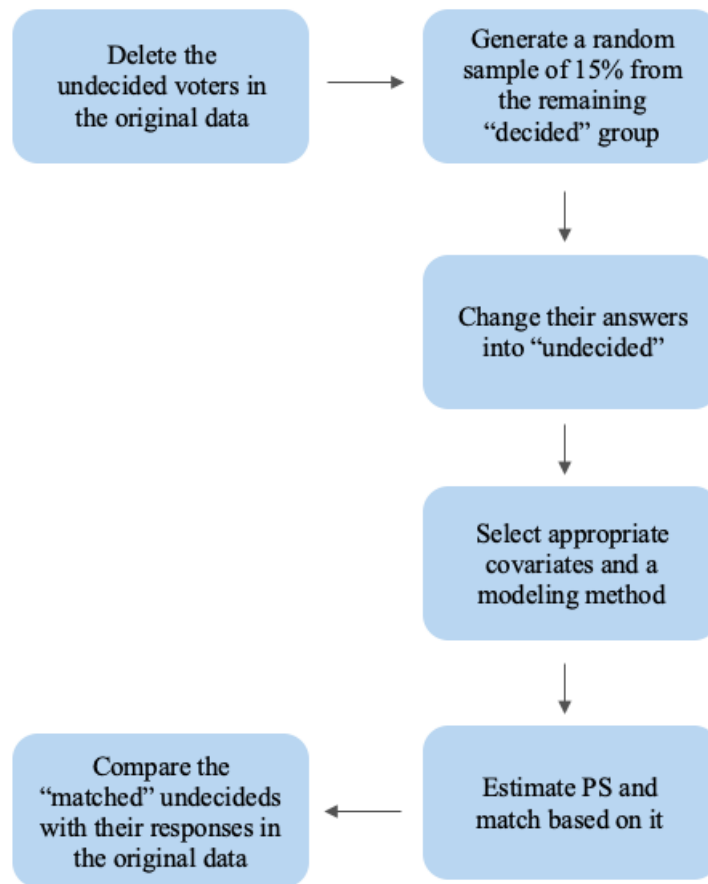 Delete the
undecided voters in
the original data
Generate a random
sample of 15% from
the remaining
“decided” group
Change their answers
into “undecided”
Select appropriate
covariates and a
modeling method
Estimate PS and
match based on it
Compare the
“matched” undecideds
with their responses in
the original data